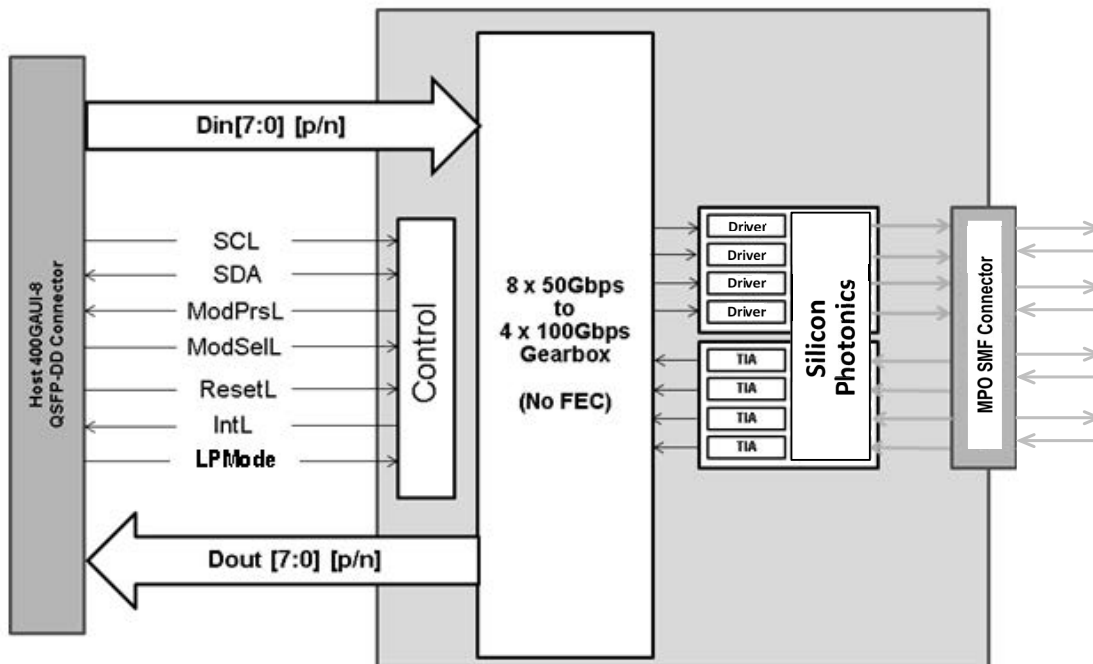 Host 400GAUI-8
QSFP-DD Connector
Din[7:0] [p/n]
SCL
SDA
ModPrsL
ModSelL
ResetL
IntL
LPMode
Dout [7:0] [p/n]
Control
8 x 50Gbps
to
4 x 100Gbps
Gearbox
(No FEC)
Driver
Driver
Driver
Driver
TIA
TIA
TIA
TIA
Silicon
Photonics
MPO SMF Connector